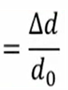 = Δd / d₀